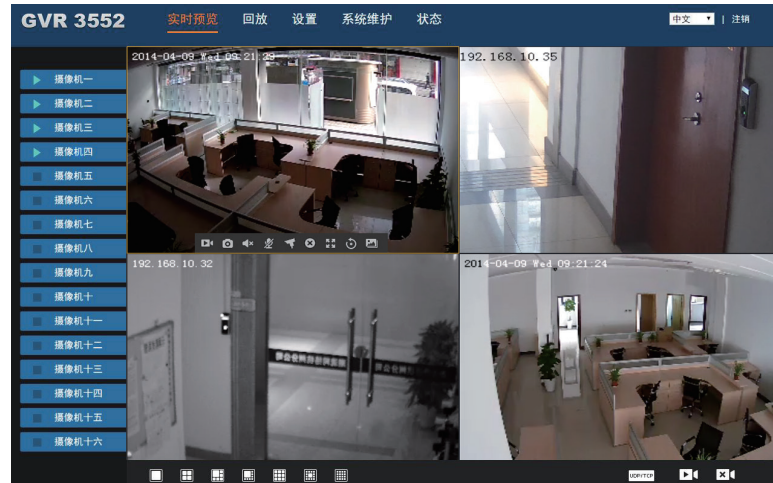 GVR 3552 实时预览 回放 设置 系统维护 状态 中文 | 注销
摄像机一
摄像机二
摄像机三
摄像机四
摄像机五
摄像机六
摄像机七
摄像机八
摄像机九
摄像机十
摄像机十一
摄像机十二
摄像机十三
摄像机十四
摄像机十五
摄像机十六
2014-04-09 Wed 09:21:29
192.168.10.35
192.168.10.32
2014-04-09 Wed 09:21:24
UDP/TCP